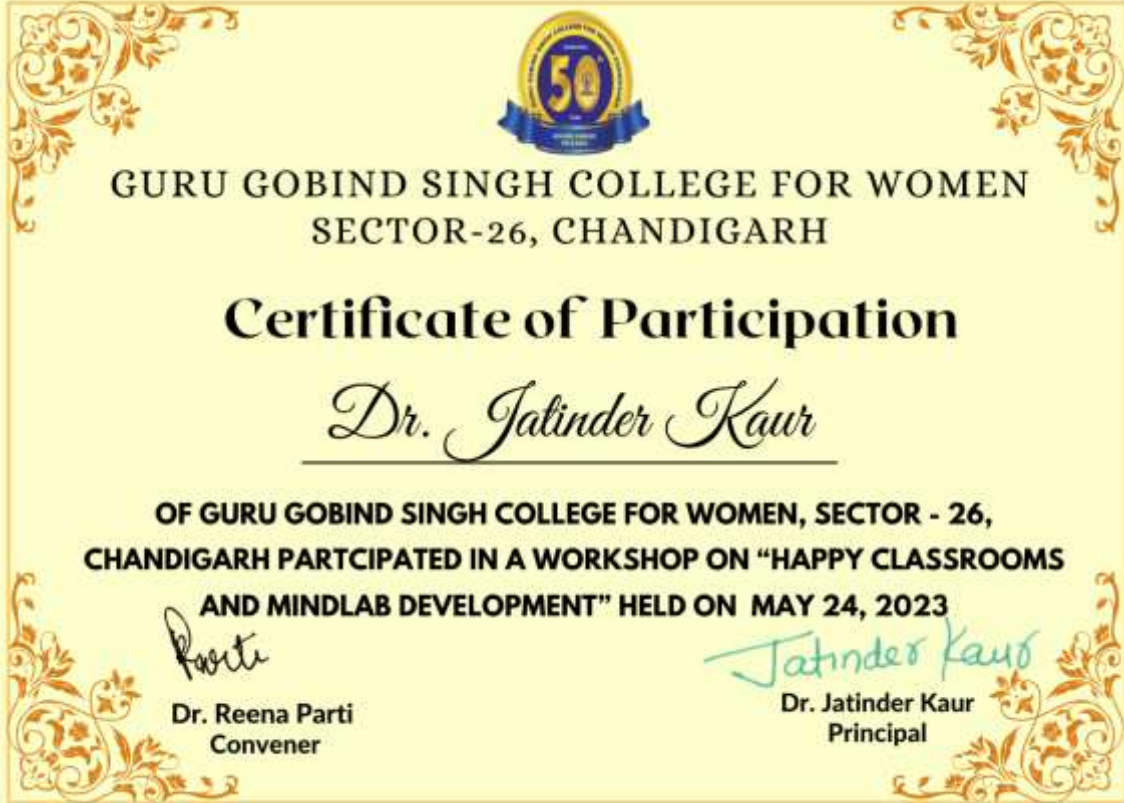 50
GURU GOBIND SINGH COLLEGE FOR WOMEN
SECTOR-26, CHANDIGARH
Certificate of Participation
Dr. Jatinder Kaur
OF GURU GOBIND SINGH COLLEGE FOR WOMEN, SECTOR - 26,
CHANDIGARH PARTCIPATED IN A WORKSHOP ON “HAPPY CLASSROOMS
AND MINDLAB DEVELOPMENT” HELD ON MAY 24, 2023
Parti
Jatinder Kaur
Dr. Reena Parti
Convener
Dr. Jatinder Kaur
Principal